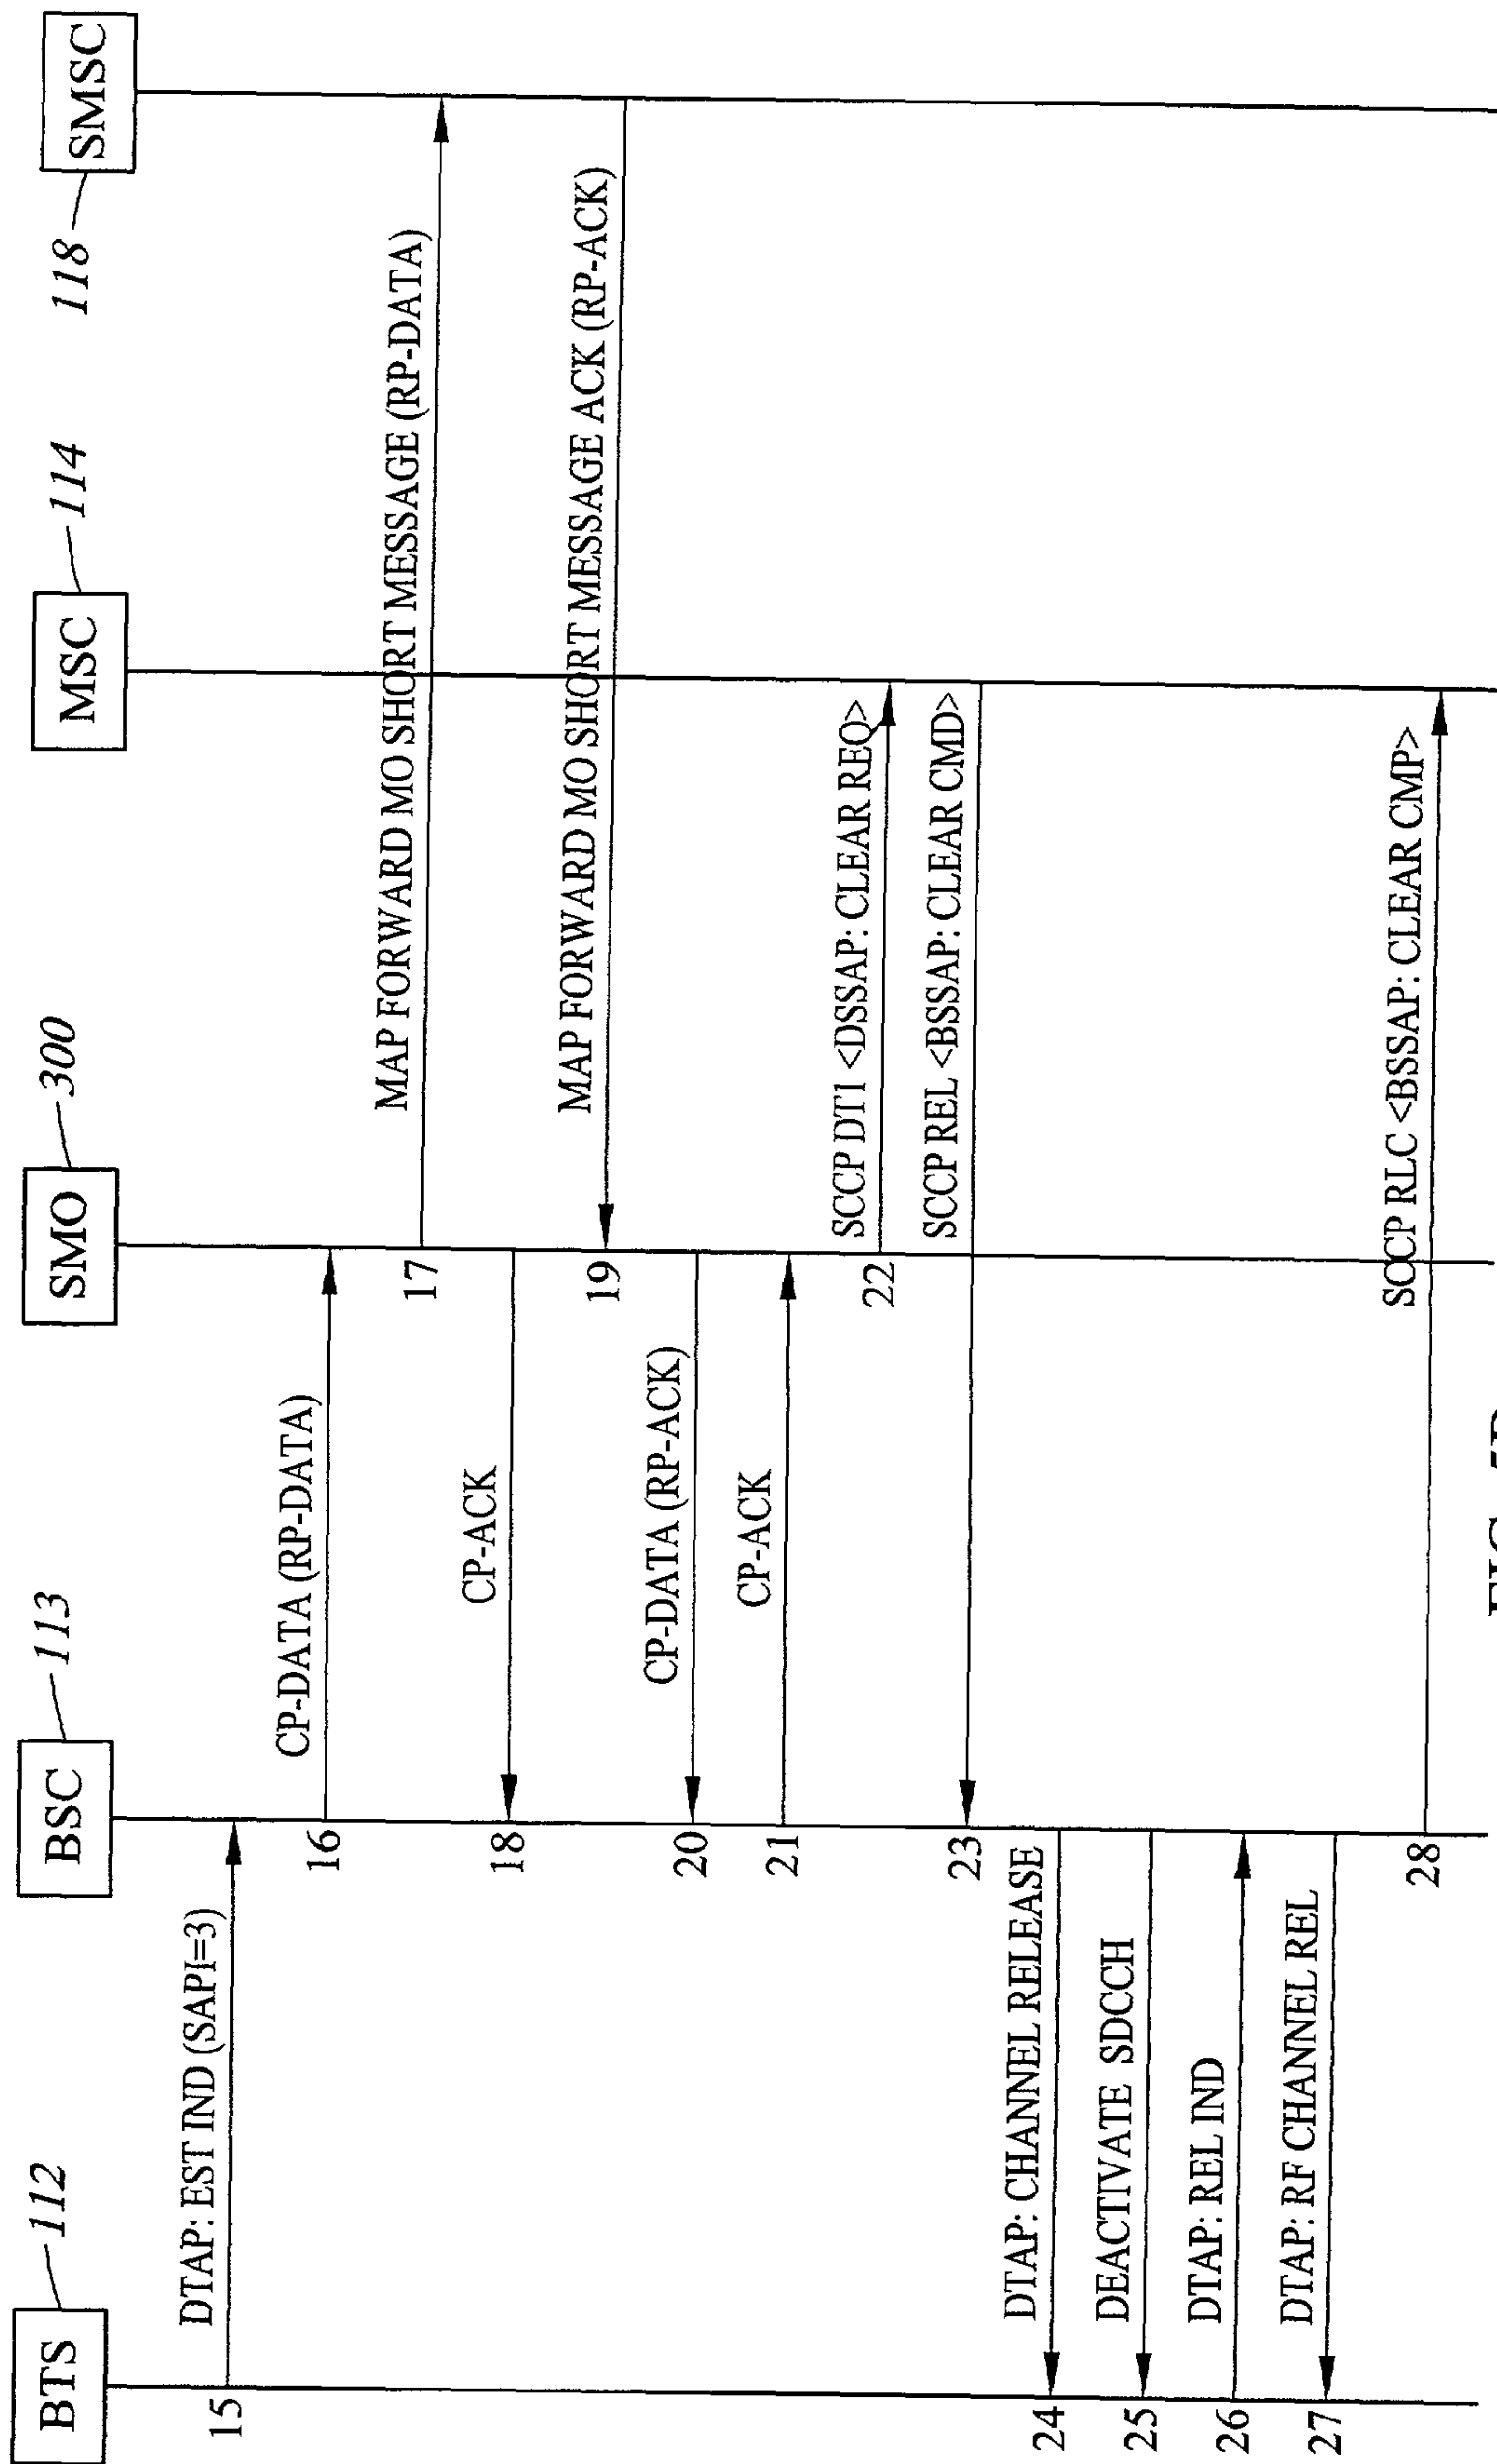 BTS
112
BSC
113
SMO
300
MSC
114
SMSC
118
15
DTAP: EST IND (SAPI=3)
16
CP-DATA (RP-DATA)
17
MAP FORWARD MO SHORT MESSAGE (RP-DATA)
18
CP-ACK
19
MAP FORWARD MO SHORT MESSAGE ACK (RP-ACK)
20
CP-DATA (RP-ACK)
21
CP-ACK
22
SCCP DT1 <DSSAP: CLEAR REQ>
23
SCCP REL <BSSAP: CLEAR CMD>
24
DTAP: CHANNEL RELEASE
25
DEACTIVATE SDCCH
26
DTAP: REL IND
27
DTAP: RF CHANNEL REL
28
SCCP RLC <BSSAP: CLEAR CMP>